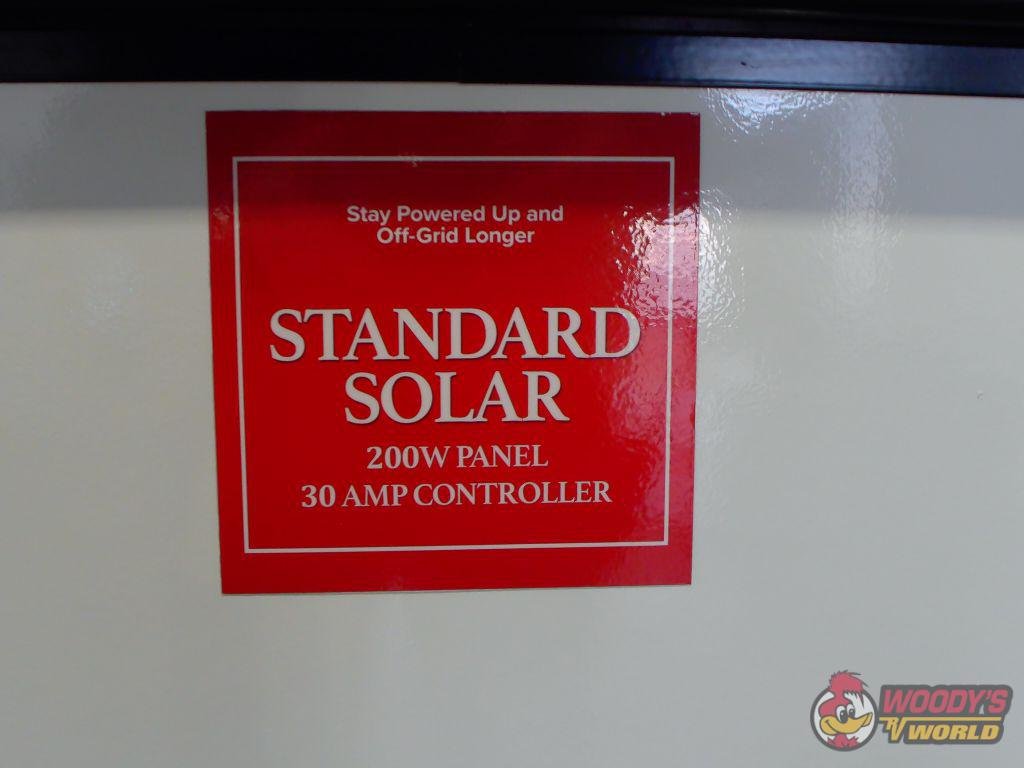 Stay Powered Up and
Off-Grid Longer
STANDARD
SOLAR
200W PANEL
30 AMP CONTROLLER
WOODY'S
RV WORLD